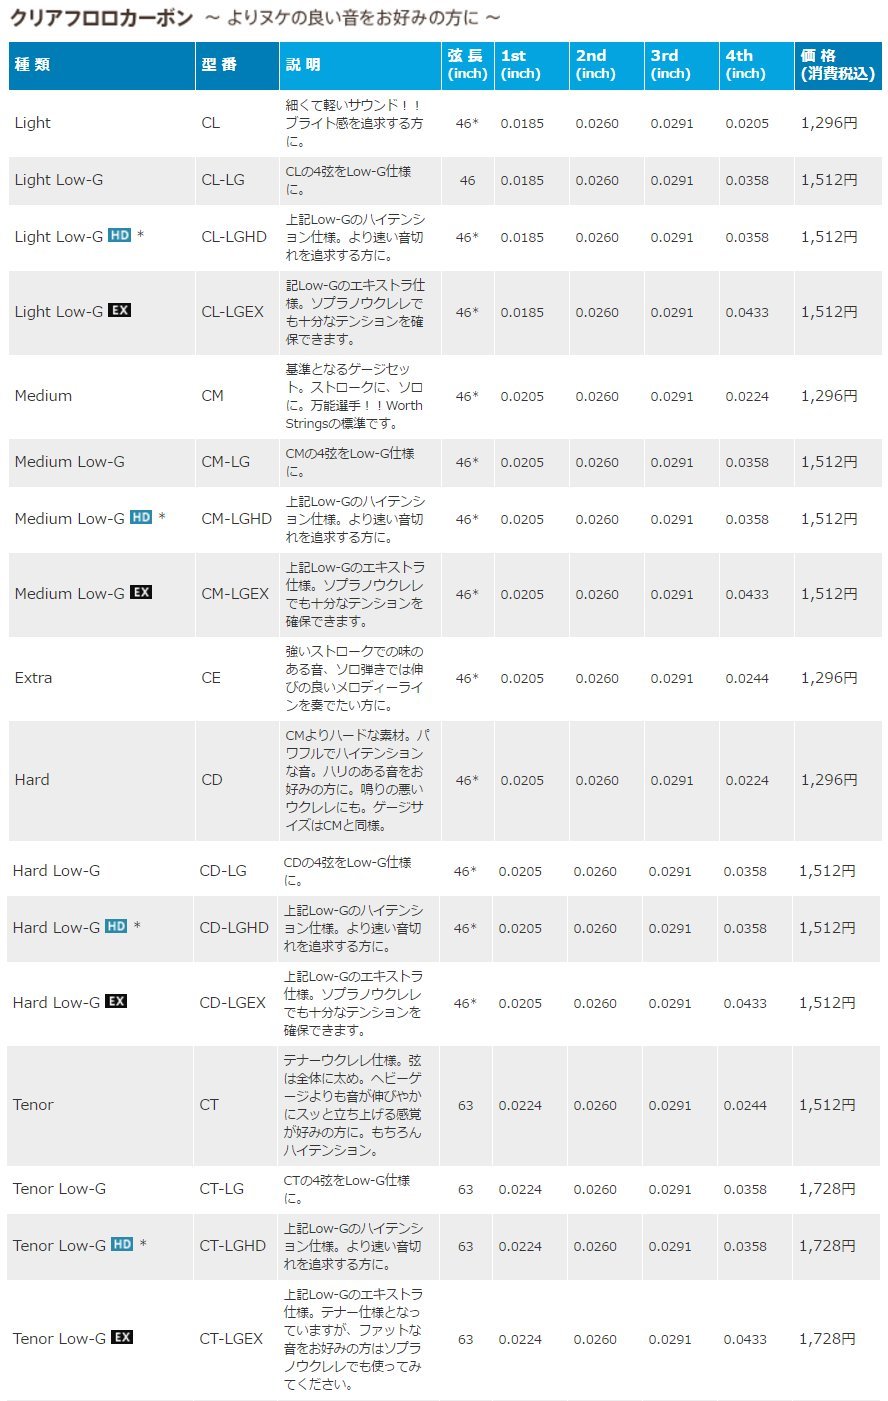 クリアフロロカーボン ～ よりヌケの良い音をお好みの方に ～
種 類 型 番 説 明 弦 長 (inch) 1st (inch) 2nd (inch) 3rd (inch) 4th (inch) 価 格 (消費税込)
Light CL 細くて軽いサウンド！！ブライト感を追求する方に。 46* 0.0185 0.0260 0.0291 0.0205 1,296円
Light Low-G CL-LG CLの4弦をLow-G仕様に。 46 0.0185 0.0260 0.0291 0.0358 1,512円
Light Low-G HD * CL-LGHD 上記Low-Gのハイテンション仕様。より速い音切れを追求する方に。 46* 0.0185 0.0260 0.0291 0.0358 1,512円
Light Low-G EX CL-LGEX 記Low-Gのエキストラ仕様。ソプラノウクレレでも十分なテンションを確保できます。 46* 0.0185 0.0260 0.0291 0.0433 1,512円
Medium CM 基準となるゲージセット。ストロークに、ソロに。万能選手！！Worth Stringsの標準です。 46* 0.0205 0.0260 0.0291 0.0224 1,296円
Medium Low-G CM-LG CMの4弦をLow-G仕様に。 46* 0.0205 0.0260 0.0291 0.0358 1,512円
Medium Low-G HD * CM-LGHD 上記Low-Gのハイテンション仕様。より速い音切れを追求する方に。 46* 0.0205 0.0260 0.0291 0.0358 1,512円
Medium Low-G EX CM-LGEX 上記Low-Gのエキストラ仕様。ソプラノウクレレでも十分なテンションを確保できます。 46* 0.0205 0.0260 0.0291 0.0433 1,512円
Extra CE 強いストロークでの味のある音、ソロ弾きでは伸びの良いメロディーラインを奏でたい方に。 46* 0.0205 0.0260 0.0291 0.0244 1,296円
Hard CD CMよりハードな素材。パワフルでハイテンションな音。ハリのある音をお好みの方に。鳴りの悪いウクレレにも。ゲージサイズはCMと同様。 46* 0.0205 0.0260 0.0291 0.0224 1,296円
Hard Low-G CD-LG CDの4弦をLow-G仕様に。 46* 0.0205 0.0260 0.0291 0.0358 1,512円
Hard Low-G HD * CD-LGHD 上記Low-Gのハイテンション仕様。より速い音切れを追求する方に。 46* 0.0205 0.0260 0.0291 0.0358 1,512円
Hard Low-G EX CD-LGEX 上記Low-Gのエキストラ仕様。ソプラノウクレレでも十分なテンションを確保できます。 46* 0.0205 0.0260 0.0291 0.0433 1,512円
Tenor CT テナーウクレレ仕様。弦は全体に太め。ヘビーゲージよりも音が伸びやかにスッと立ち上げる感覚が好みの方に。もちろんハイテンション。 63 0.0224 0.0260 0.0291 0.0244 1,512円
Tenor Low-G CT-LG CTの4弦をLow-G仕様に。 63 0.0224 0.0260 0.0291 0.0358 1,728円
Tenor Low-G HD * CT-LGHD 上記Low-Gのハイテンション仕様。より速い音切れを追求する方に。 63 0.0224 0.0260 0.0291 0.0358 1,728円
Tenor Low-G EX CT-LGEX 上記Low-Gのエキストラ仕様。テナー仕様となっていますが、ファットな音をお好みの方はソプラノウクレレでも使ってみてください。 63 0.0224 0.0260 0.0291 0.0433 1,728円